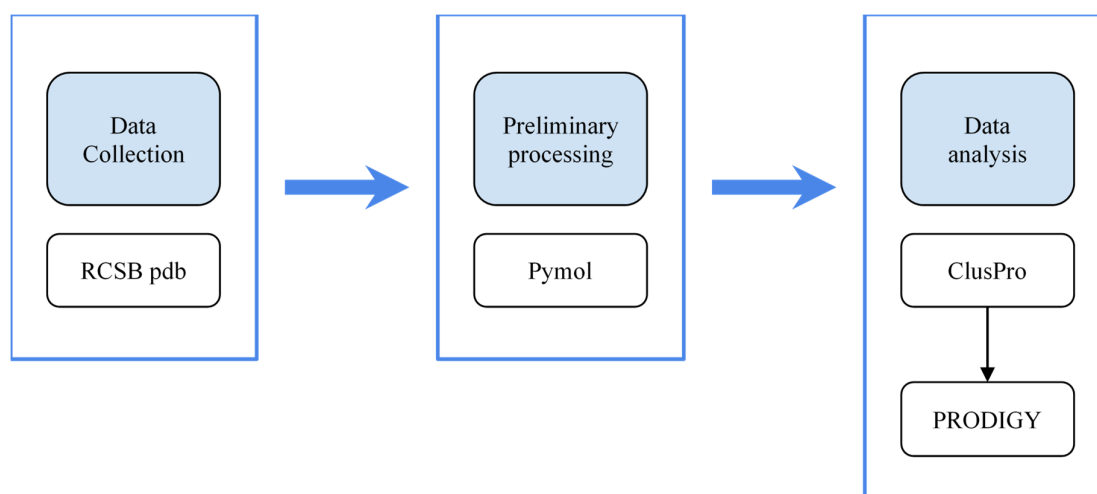 Data
Collection
RCSB pdb
Preliminary
processing
Pymol
Data
analysis
ClusPro
PRODIGY